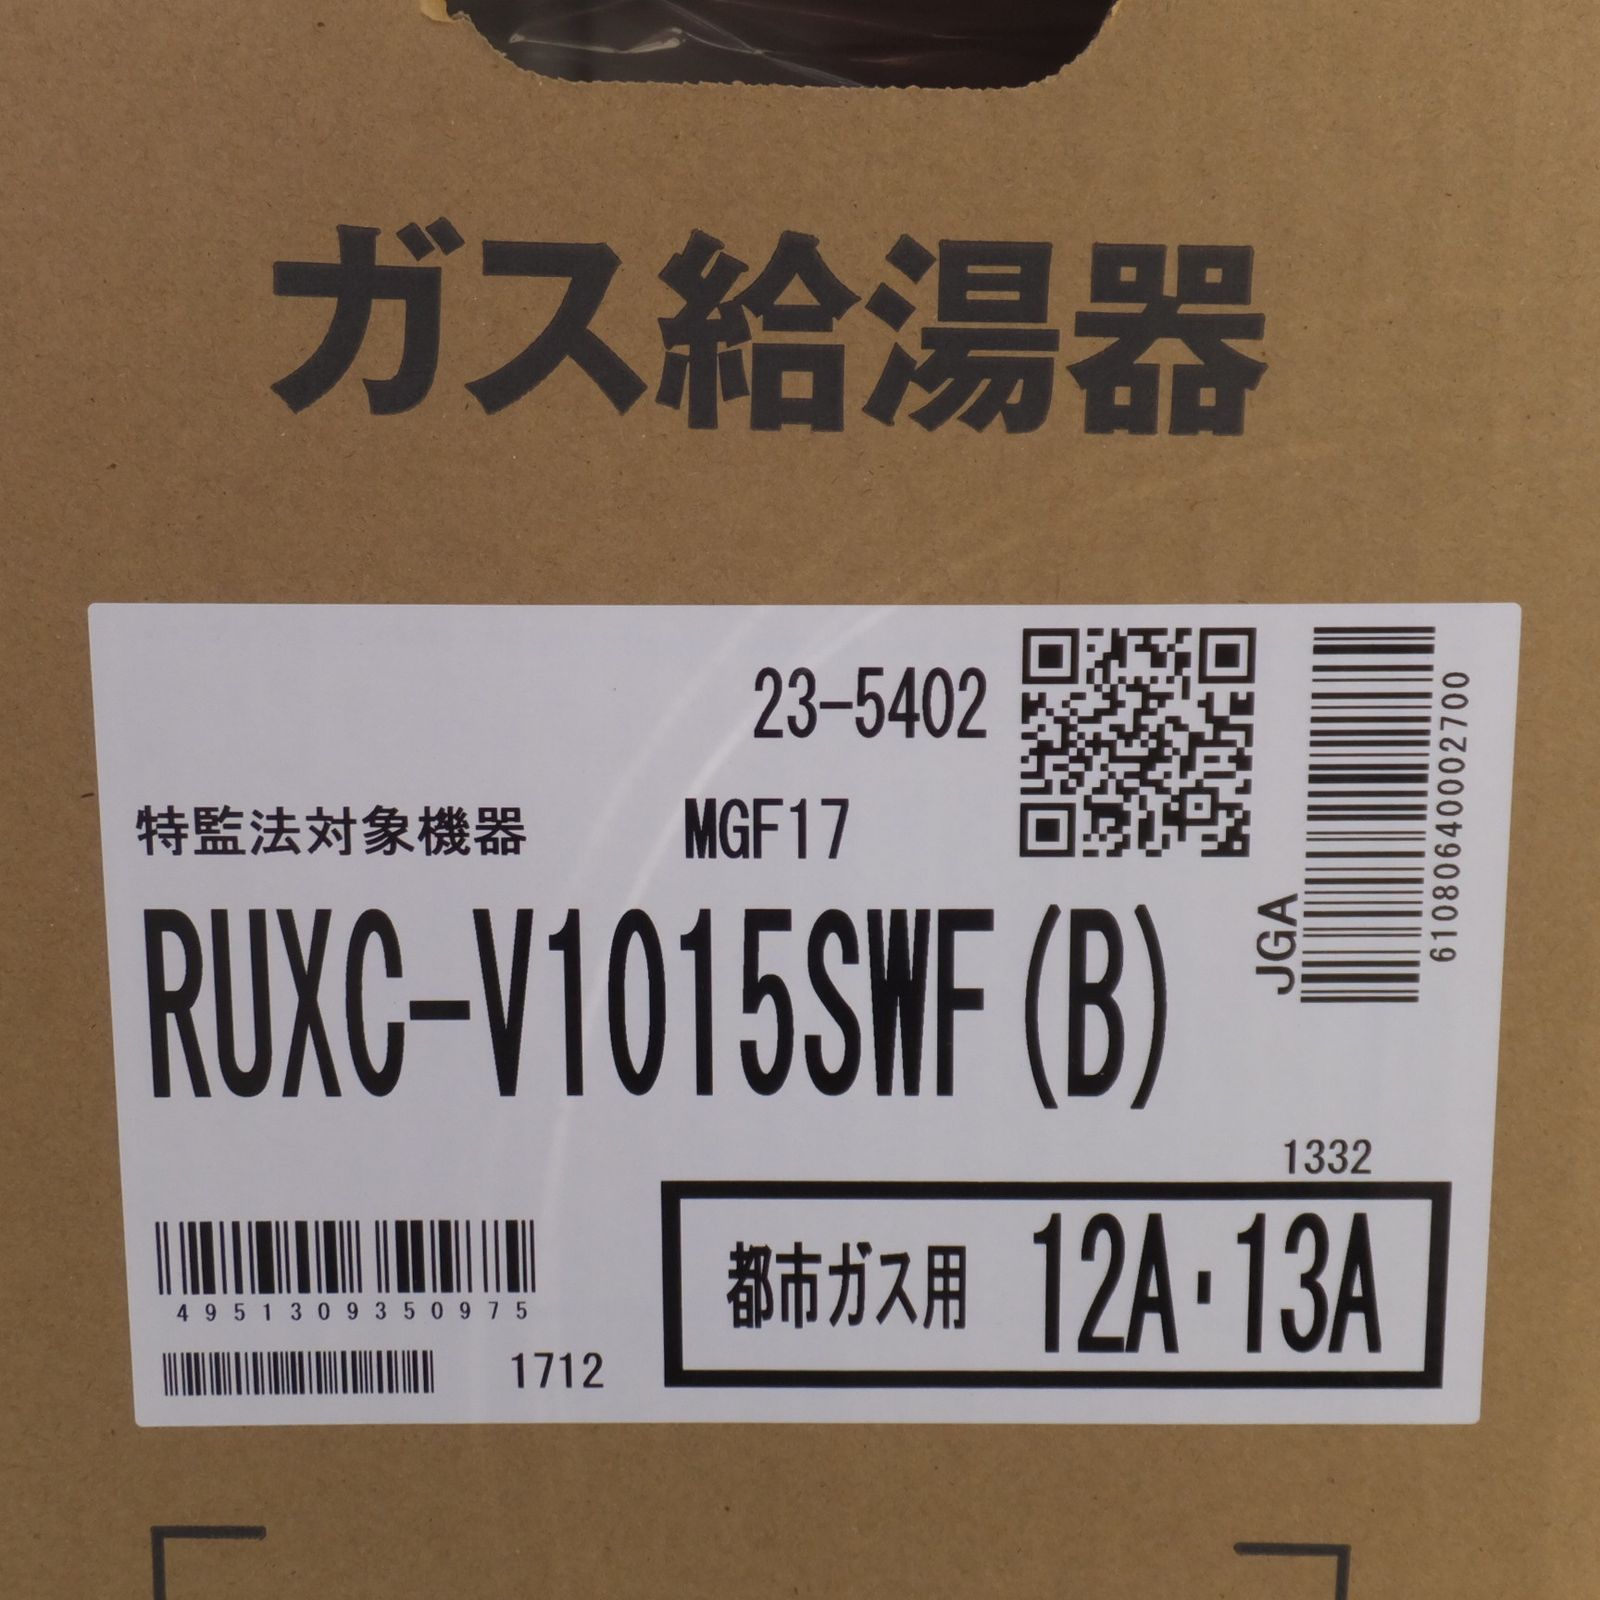 ガス給湯器
23-5402
特監法対象機器 MGF17
RUXC-V1015SWF(B)
JGA
61080640002700
1332
4951309350975
1712
都市ガス用 12A・13A